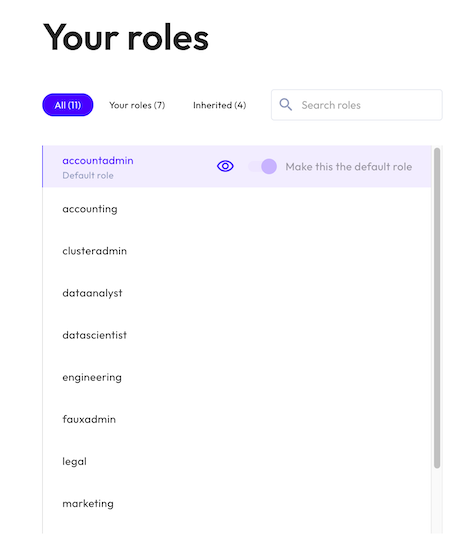 Your roles
All (11) Your roles (7) Inherited (4) Search roles
accountadmin
Default role
Make this the default role
accounting
clusteradmin
dataanalyst
datascientist
engineering
fauxadmin
legal
marketing